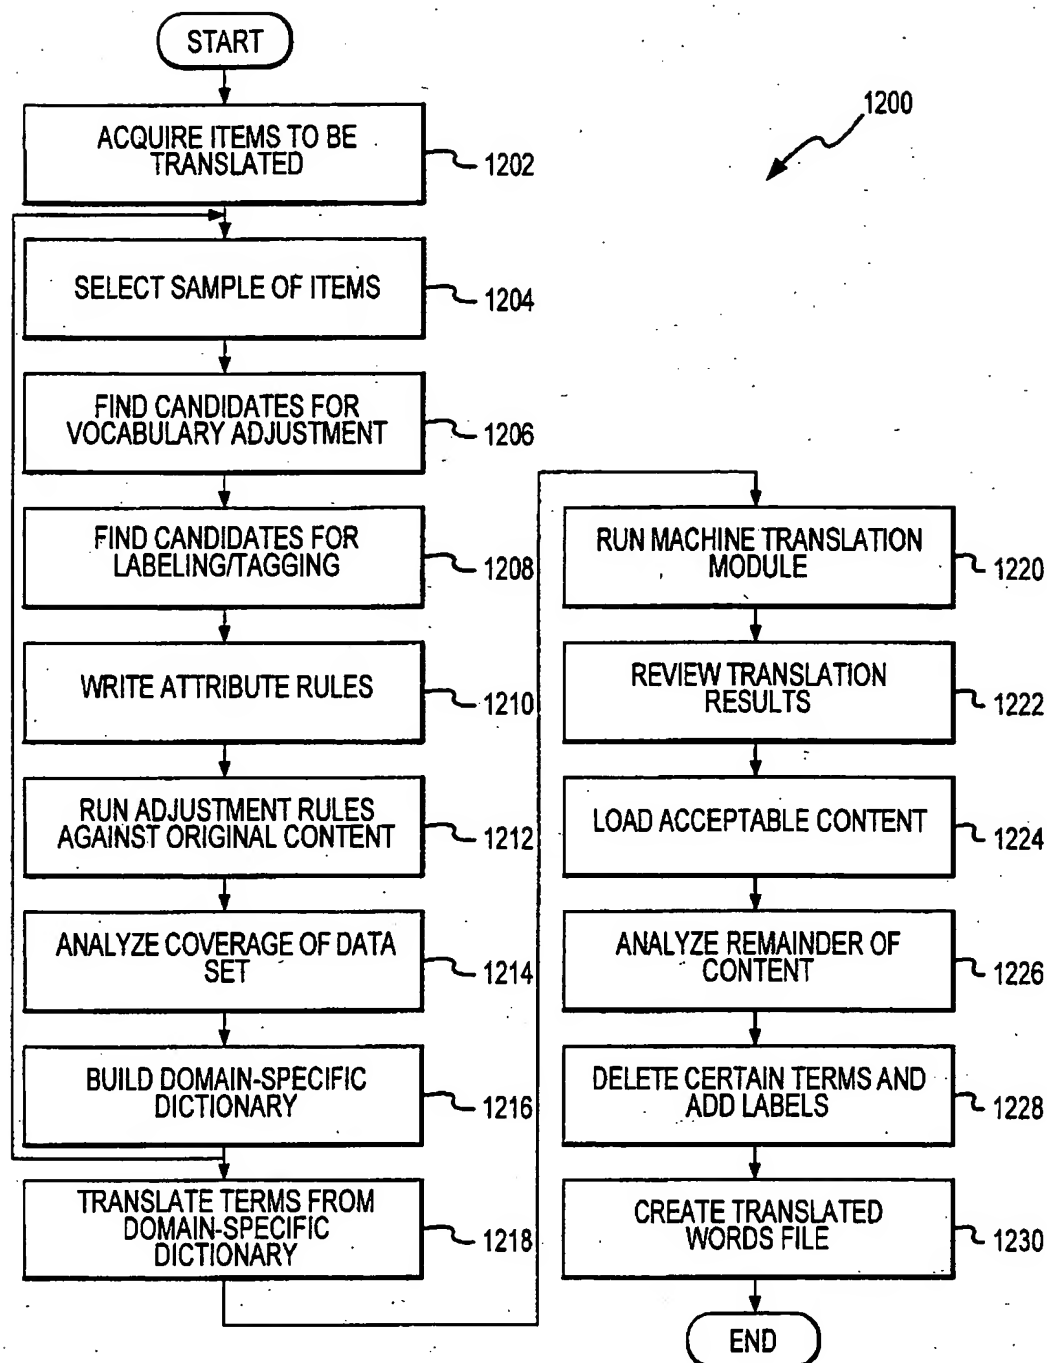 START
ACQUIRE ITEMS TO BE
TRANSLATED
1202
SELECT SAMPLE OF ITEMS
1204
FIND CANDIDATES FOR
VOCABULARY ADJUSTMENT
1206
FIND CANDIDATES FOR
LABELING/TAGGING
1208
WRITE ATTRIBUTE RULES
1210
RUN ADJUSTMENT RULES
AGAINST ORIGINAL CONTENT
1212
ANALYZE COVERAGE OF DATA
SET
1214
BUILD DOMAIN-SPECIFIC
DICTIONARY
1216
TRANSLATE TERMS FROM
DOMAIN-SPECIFIC
DICTIONARY
1218
1200
RUN MACHINE TRANSLATION
MODULE
1220
REVIEW TRANSLATION
RESULTS
1222
LOAD ACCEPTABLE CONTENT
1224
ANALYZE REMAINDER OF
CONTENT
1226
DELETE CERTAIN TERMS AND
ADD LABELS
1228
CREATE TRANSLATED
WORDS FILE
1230
END